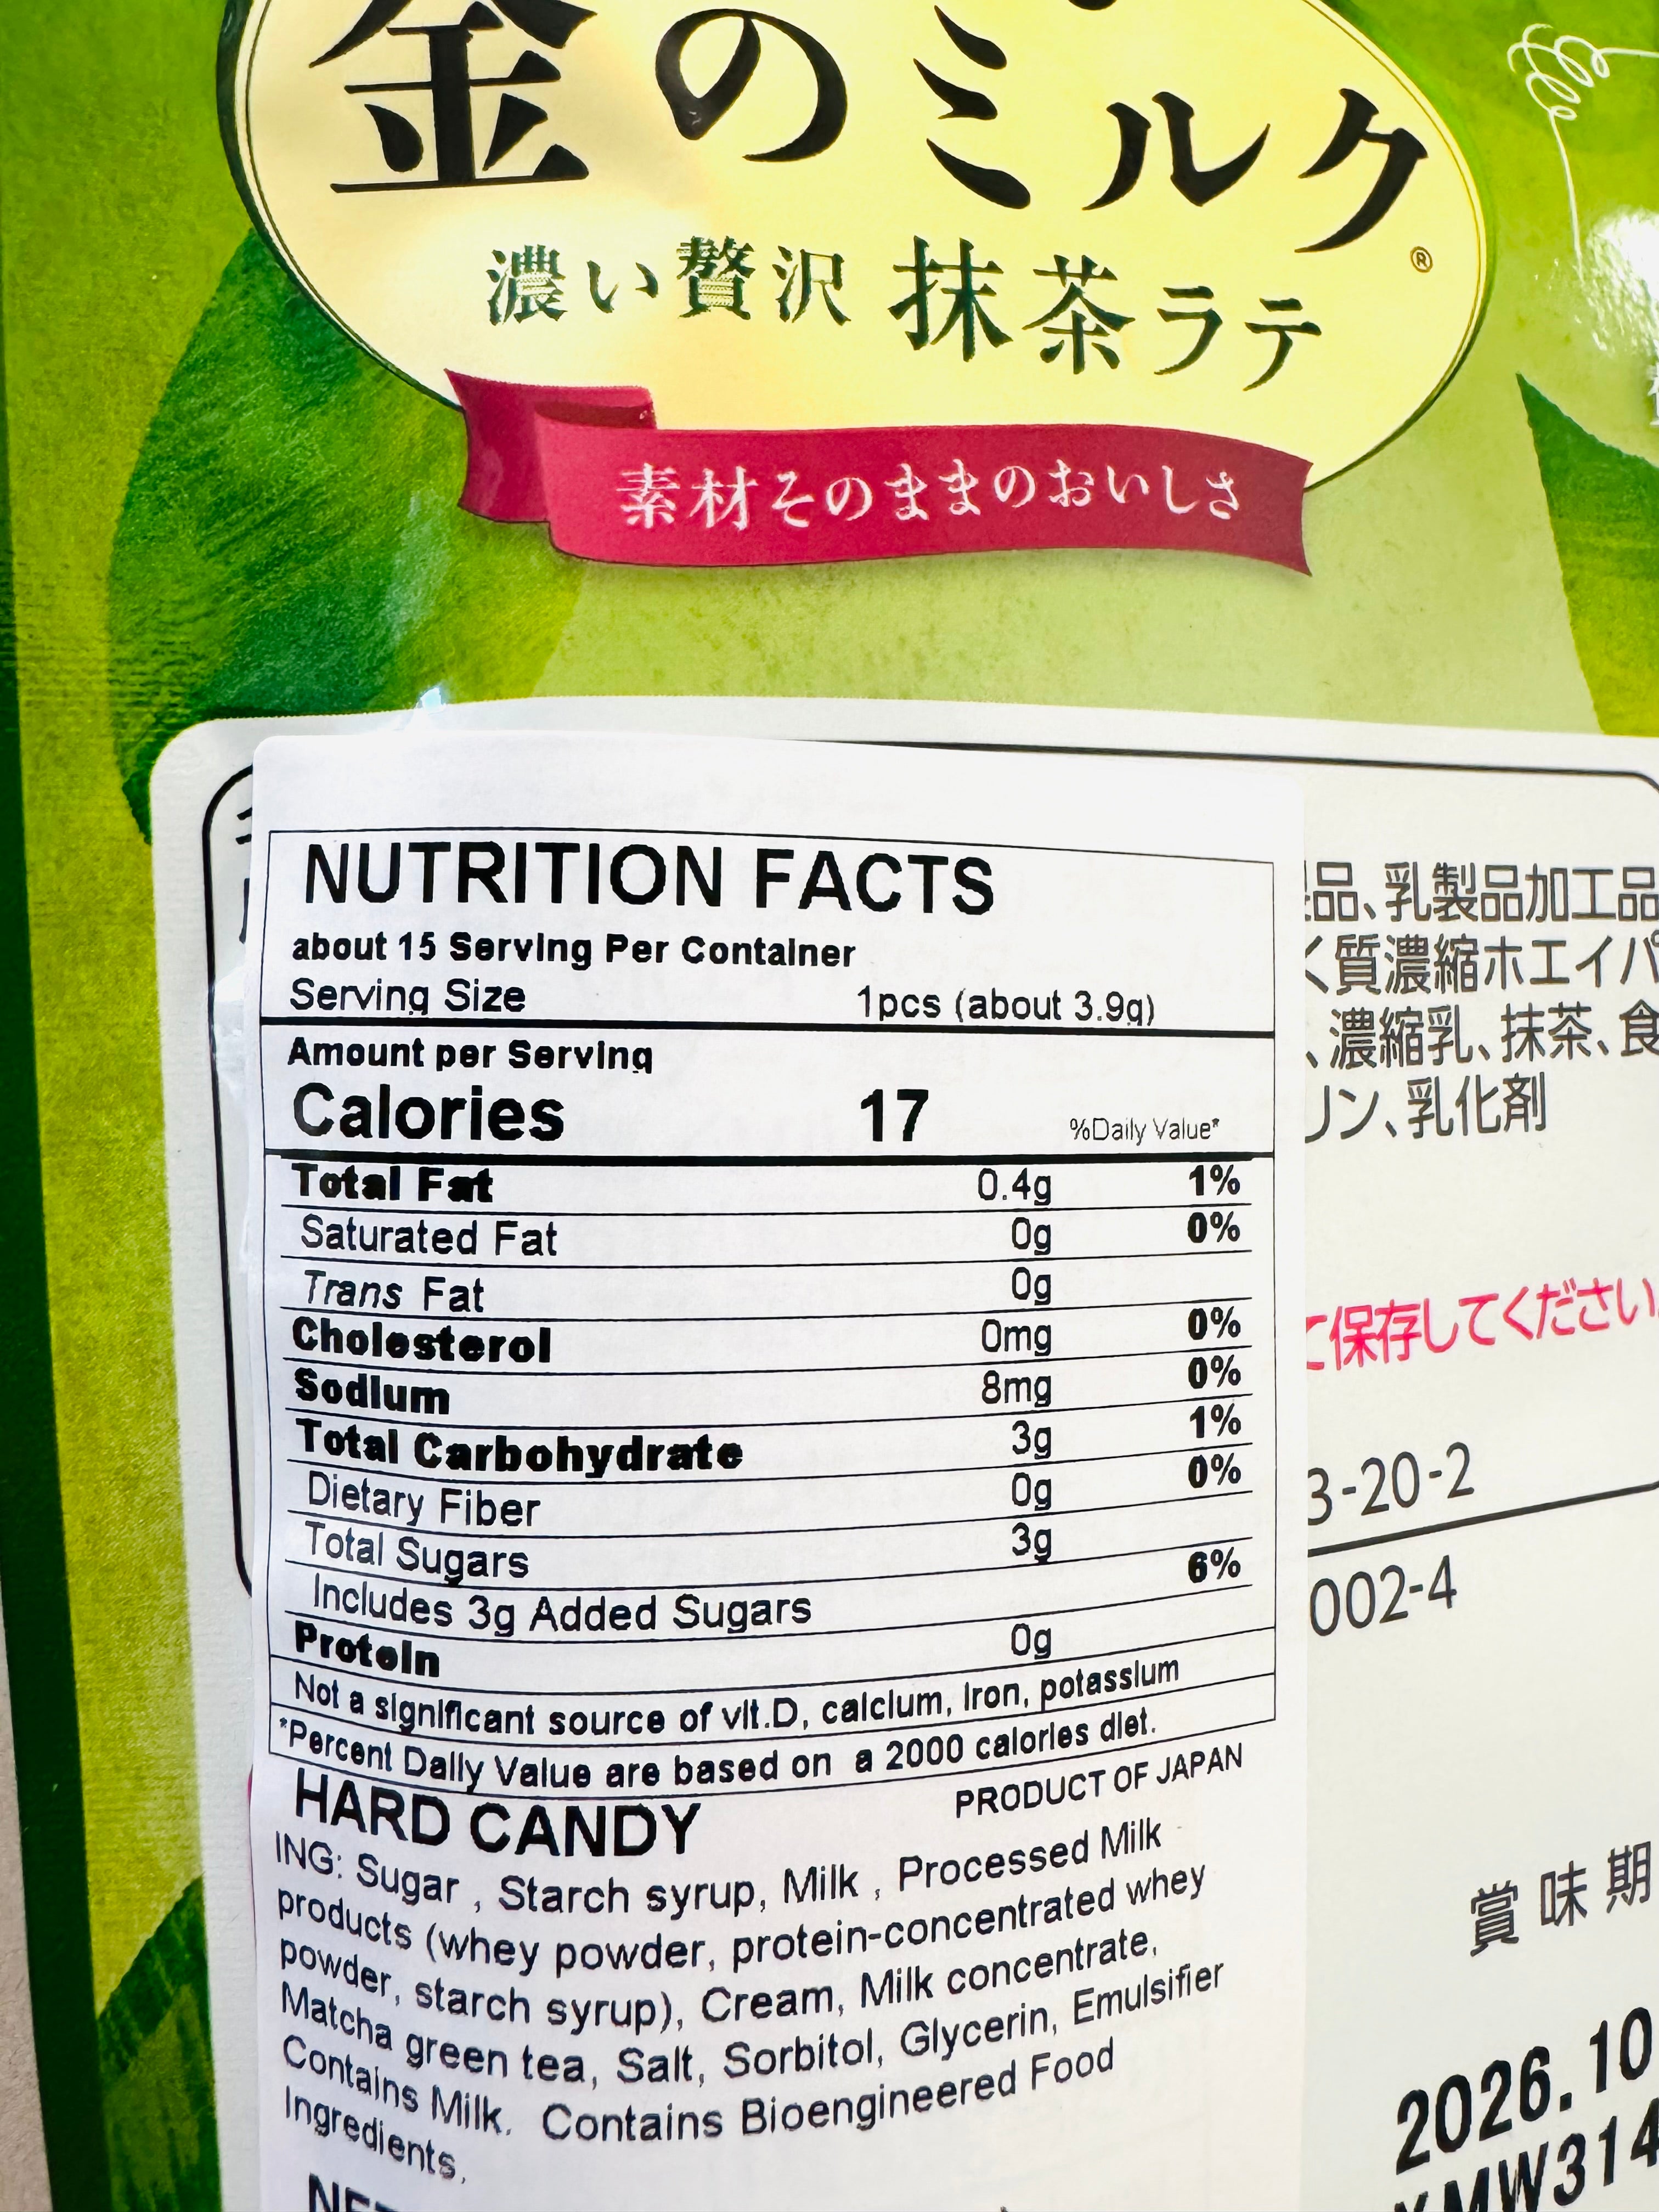 金のミルク®
濃い贅沢 抹茶ラテ
素材そのままのおいしさ
NUTRITION FACTS
about 15 Serving Per Container
Serving Size 1pcs (about 3.9g)
Amount per Serving
Calories 17 %Daily Value*
Total Fat 0.4g 1%
Saturated Fat 0g 0%
Trans Fat 0g
Cholesterol 0mg 0%
Sodium 8mg 0%
Total Carbohydrate 3g 1%
Dietary Fiber 0g 0%
Total Sugars 3g
Includes 3g Added Sugars 6%
Protein 0g
Not a significant source of vit.D, calcium, iron, potassium
*Percent Daily Value are based on a 2000 calories diet.
HARD CANDY PRODUCT OF JAPAN
ING: Sugar , Starch syrup, Milk , Processed Milk
products (whey powder, protein-concentrated whey
powder, starch syrup), Cream, Milk concentrate,
Matcha green tea, Salt, Sorbitol, Glycerin, Emulsifier
Contains Milk. Contains Bioengineered Food
Ingredients.
品、乳製品加工品
く質濃縮ホエイパ
、濃縮乳、抹茶、食
リン、乳化剤
保存してください
3-20-2
002-4
賞味期
2026.10
MW314